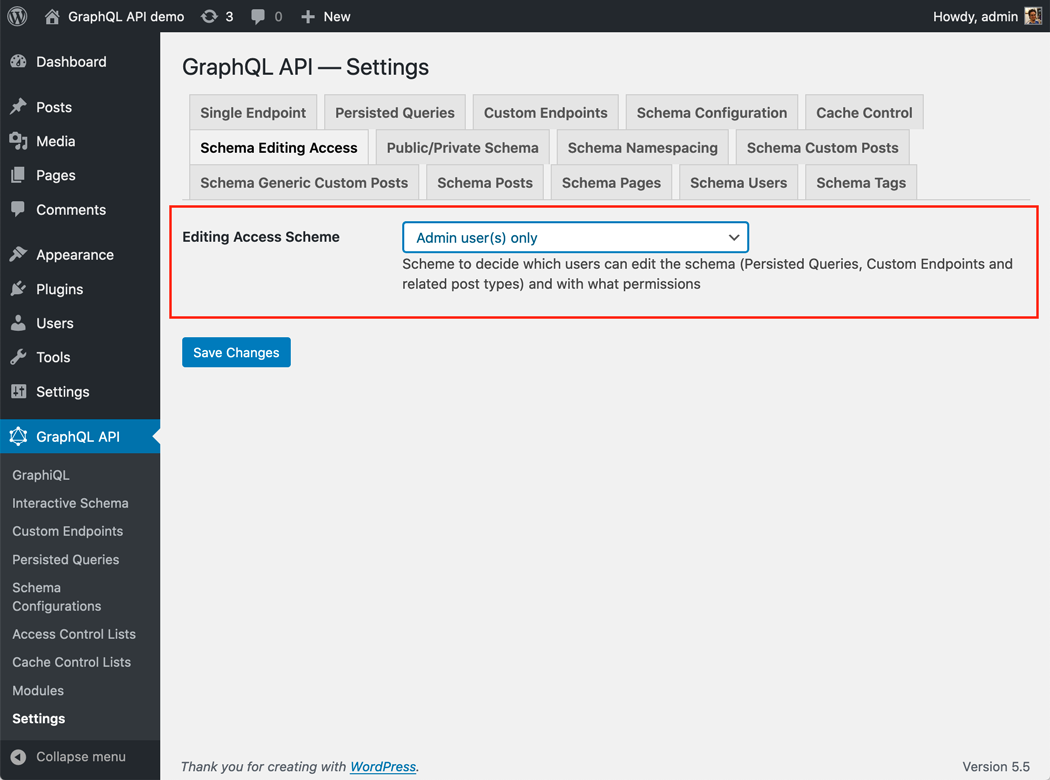 GraphQL API demo
3
0
New
Howdy, admin
Dashboard
Posts
Media
Pages
Comments
Appearance
Plugins
Users
Tools
Settings
GraphQL API
GraphiQL
Interactive Schema
Custom Endpoints
Persisted Queries
Schema
Configurations
Access Control Lists
Cache Control Lists
Modules
Settings
Collapse menu
GraphQL API — Settings
Single Endpoint
Persisted Queries
Custom Endpoints
Schema Configuration
Cache Control
Schema Editing Access
Public/Private Schema
Schema Namespacing
Schema Custom Posts
Schema Generic Custom Posts
Schema Posts
Schema Pages
Schema Users
Schema Tags
Editing Access Scheme
Admin user(s) only
Scheme to decide which users can edit the schema (Persisted Queries, Custom Endpoints and
related post types) and with what permissions
Save Changes
Thank you for creating with WordPress.
Version 5.5